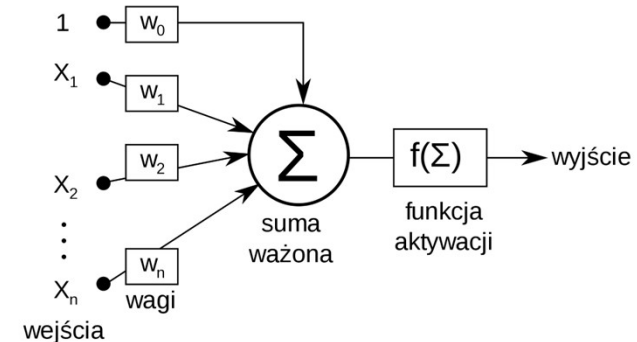 1
w₀
X₁
w₁
X₂
w₂
⋮
Xₙ
wₙ
wagi
wejścia
Σ
suma
ważona
f(Σ)
funkcja
aktywacji
wyjście